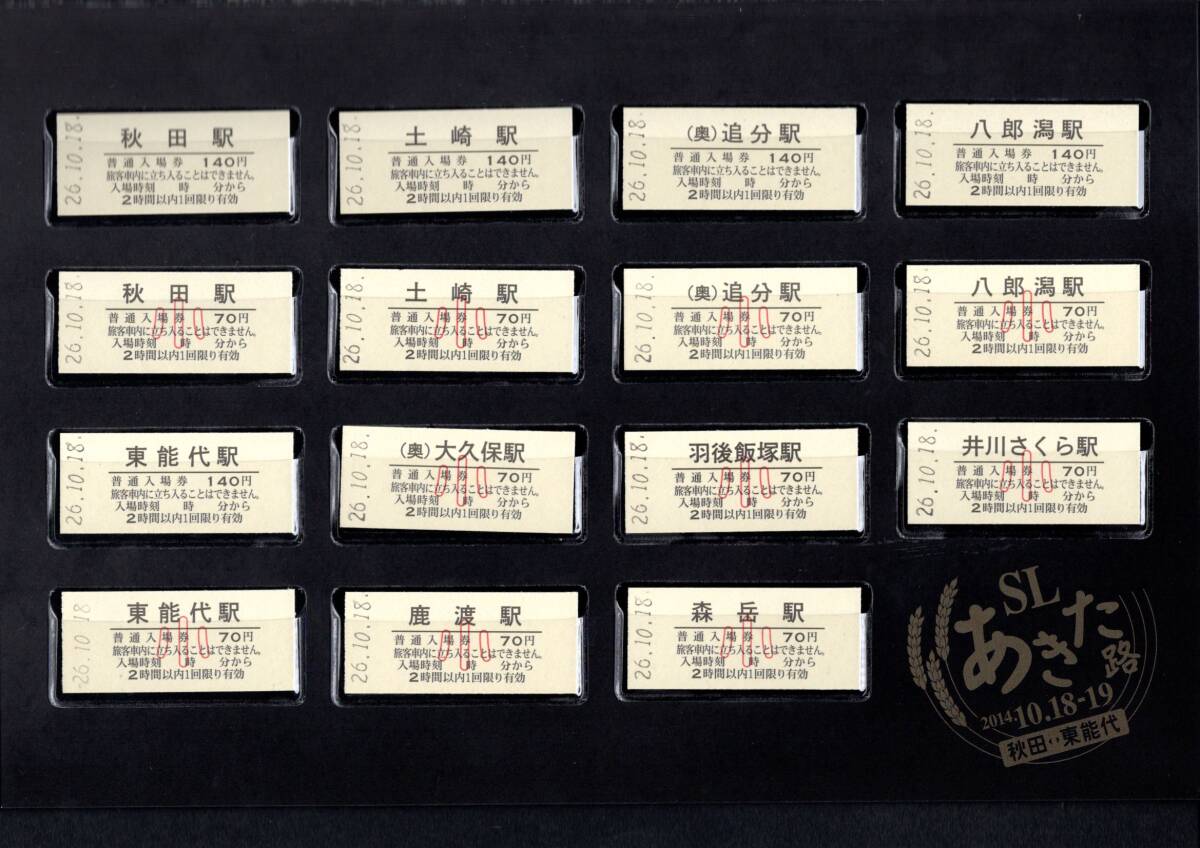 26.10.18.
秋田駅
普通入場券 140円
旅客車内に立ち入ることはできません。
入場時刻 時 分から
2時間以内1回限り有効
26.10.18.
土崎駅
普通入場券 140円
旅客車内に立ち入ることはできません。
入場時刻 時 分から
2時間以内1回限り有効
26.10.18.
(奥)追分駅
普通入場券 140円
旅客車内に立ち入ることはできません。
入場時刻 時 分から
2時間以内1回限り有効
26.10.18.
八郎潟駅
普通入場券 140円
旅客車内に立ち入ることはできません。
入場時刻 時 分から
2時間以内1回限り有効
26.10.18.
秋田駅
普通入場券 70円
旅客車内に立ち入ることはできません。
入場時刻 時 分から
2時間以内1回限り有効
小
26.10.18.
土崎駅
普通入場券 70円
旅客車内に立ち入ることはできません。
入場時刻 時 分から
2時間以内1回限り有効
小
26.10.18.
(奥)追分駅
普通入場券 70円
旅客車内に立ち入ることはできません。
入場時刻 時 分から
2時間以内1回限り有効
小
26.10.18.
八郎潟駅
普通入場券 70円
旅客車内に立ち入ることはできません。
入場時刻 時 分から
2時間以内1回限り有効
小
26.10.18.
東能代駅
普通入場券 140円
旅客車内に立ち入ることはできません。
入場時刻 時 分から
2時間以内1回限り有効
26.10.18.
(奥)大久保駅
普通入場券 70円
旅客車内に立ち入ることはできません。
入場時刻 時 分から
2時間以内1回限り有効
小
26.10.18.
羽後飯塚駅
普通入場券 70円
旅客車内に立ち入ることはできません。
入場時刻 時 分から
2時間以内1回限り有効
小
26.10.18.
井川さくら駅
普通入場券 70円
旅客車内に立ち入ることはできません。
入場時刻 時 分から
2時間以内1回限り有効
小
26.10.18
東能代駅
普通入場券 70円
旅客車内に立ち入ることはできません。
入場時刻 時 分から
2時間以内1回限り有効
小
26.10.18.
鹿渡駅
普通入場券 70円
旅客車内に立ち入ることはできません。
入場時刻 時 分から
2時間以内1回限り有効
小
26.10.18.
森岳駅
普通入場券 70円
旅客車内に立ち入ることはできません。
入場時刻 時 分から
2時間以内1回限り有効
小
SL
あきた路
2014.10.18-19
秋田↔東能代